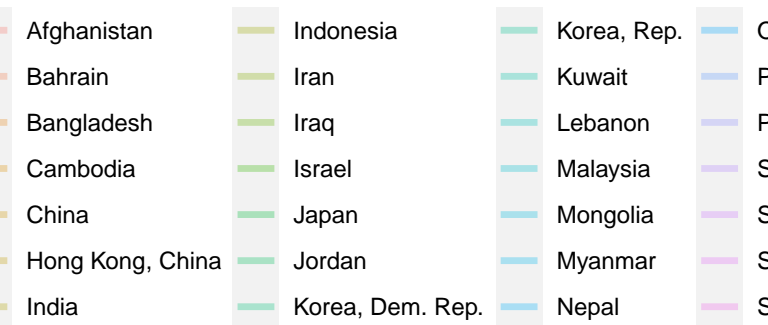 Afghanistan
Bahrain
Bangladesh
Cambodia
China
Hong Kong, China
India
Indonesia
Iran
Iraq
Israel
Japan
Jordan
Korea, Dem. Rep.
Korea, Rep.
Kuwait
Lebanon
Malaysia
Mongolia
Myanmar
Nepal